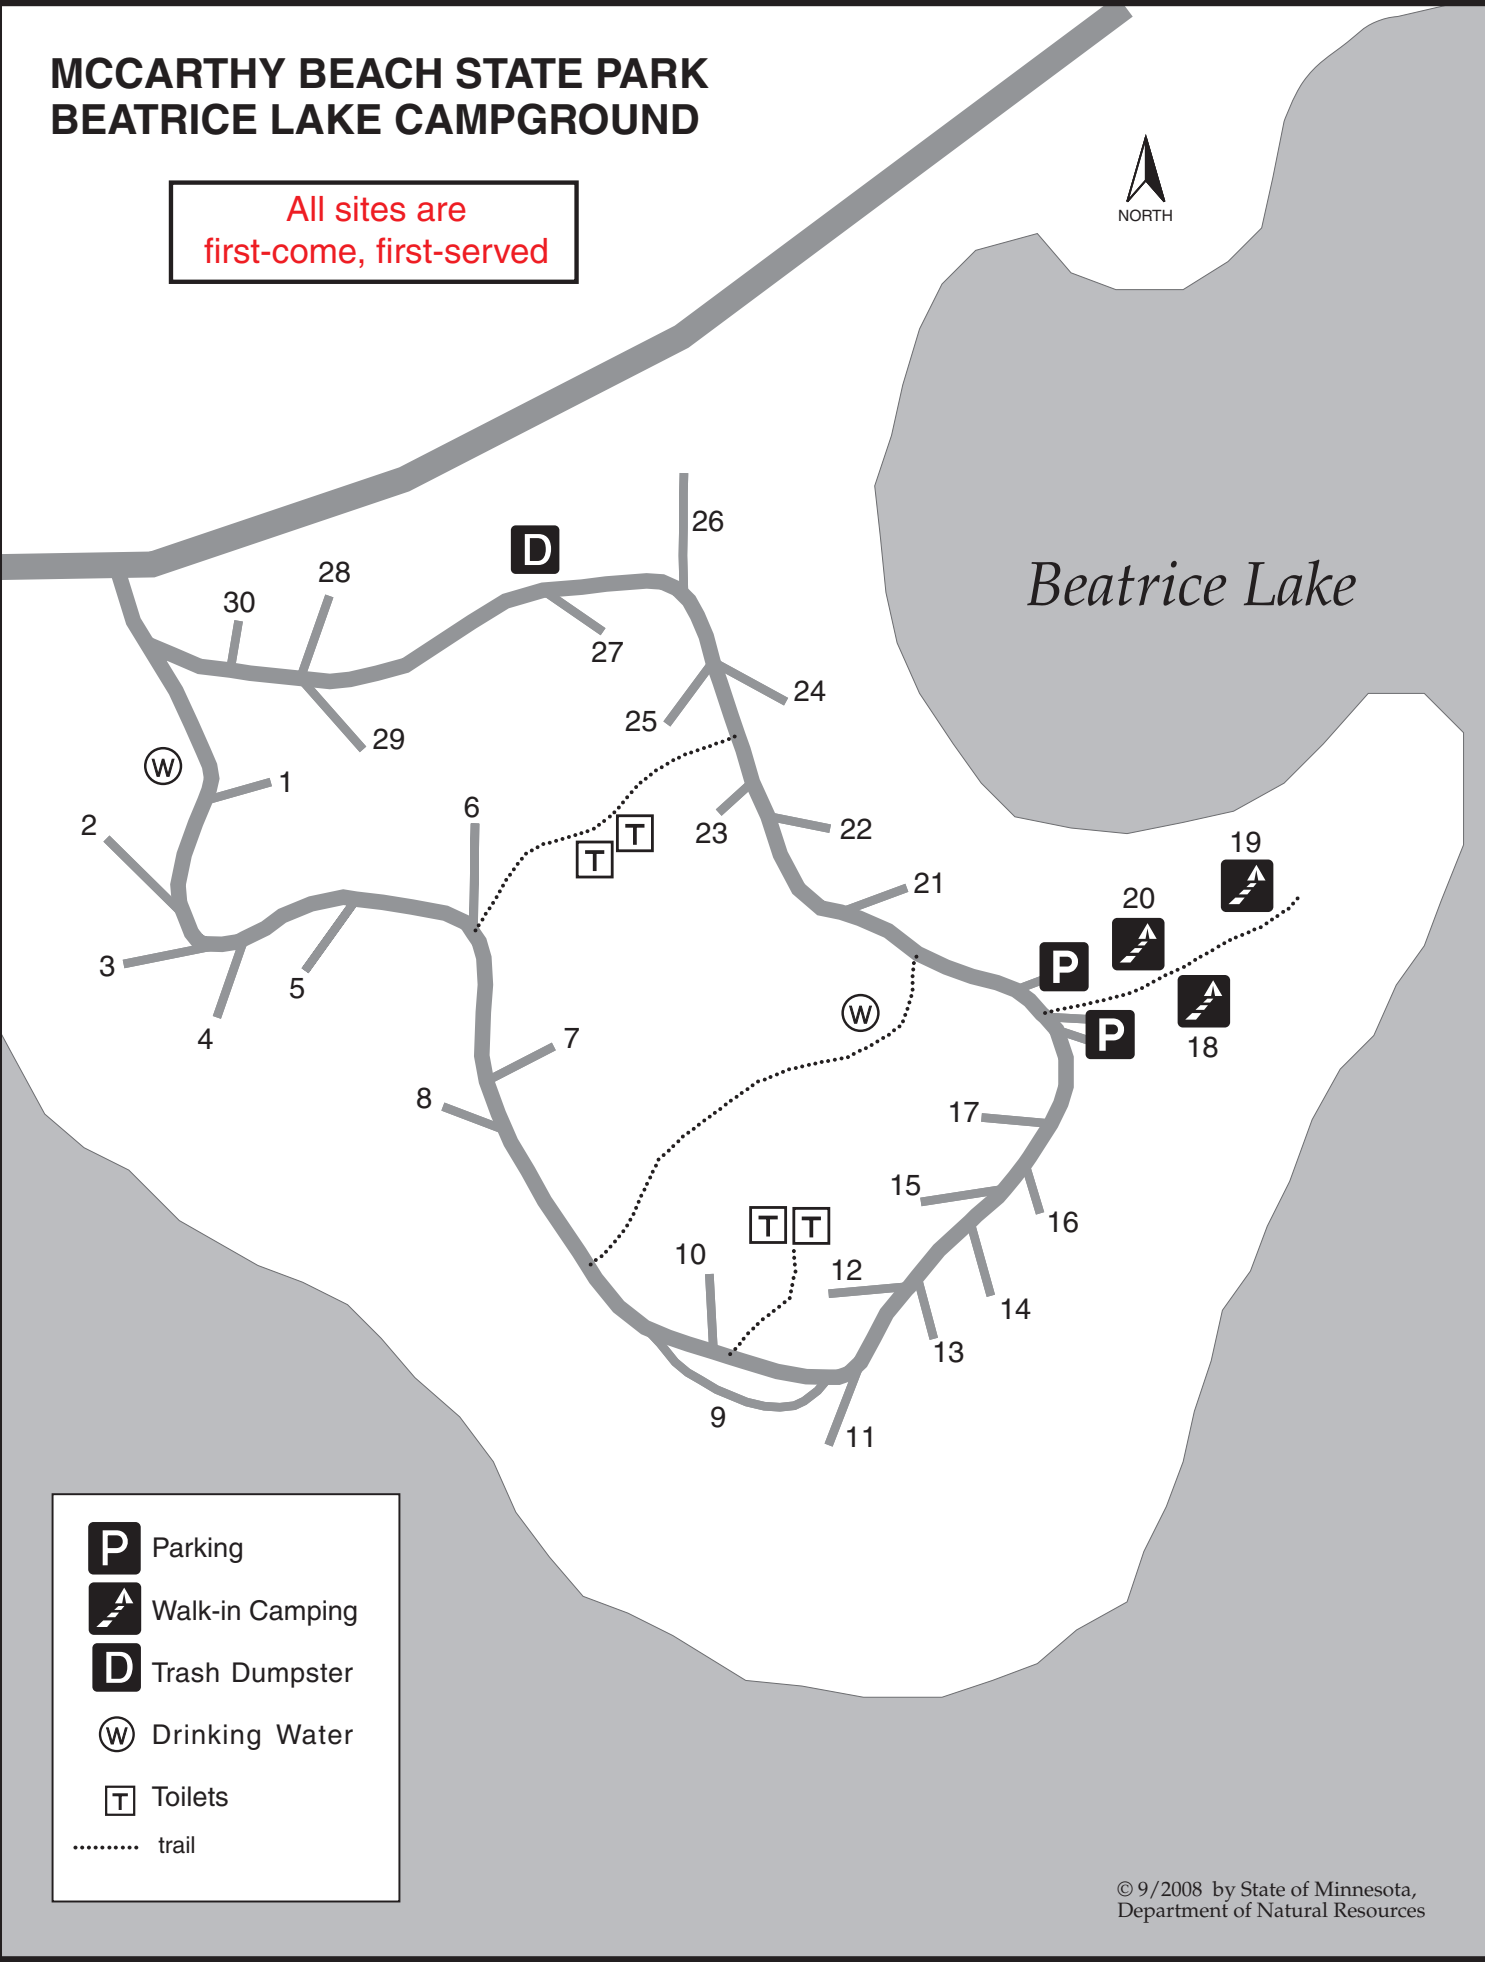 MCCARTHY BEACH STATE PARK
BEATRICE LAKE CAMPGROUND
All sites are
first-come, first-served
NORTH
26
D
28
30
27
Beatrice Lake
24
25
29
W
1
6
2
T
23
22
T
19
21
20
3
5
P
W
4
7
P
18
8
17
15
16
T T
10
12
14
13
9
11
P Parking
Walk-in Camping
D Trash Dumpster
W Drinking Water
T Toilets
trail
© 9/2008 by State of Minnesota,
Department of Natural Resources